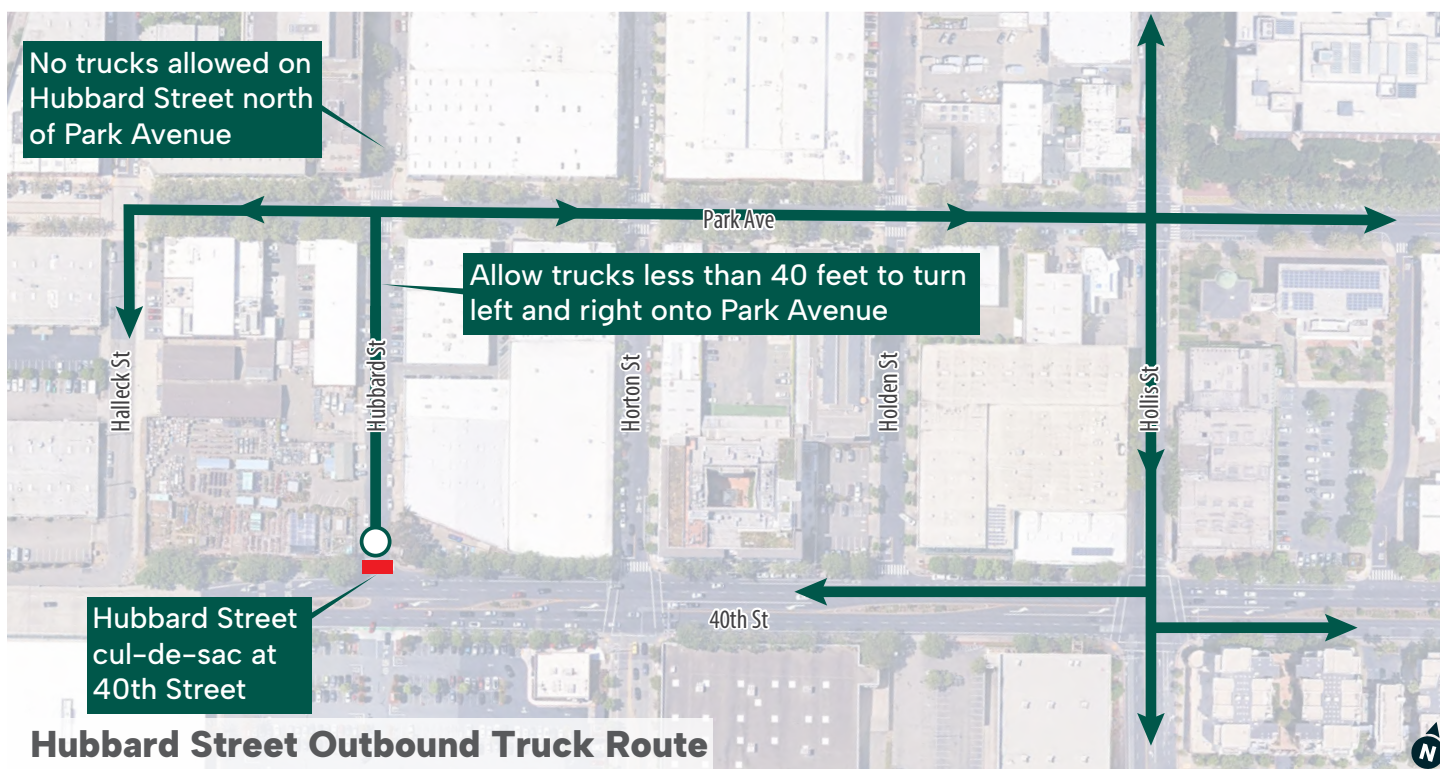 No trucks allowed on
Hubbard Street north
of Park Avenue
Park Ave
Allow trucks less than 40 feet to turn
left and right onto Park Avenue
Halleck St
Hubbard St
Horton St
Holden St
Hollis St
Hubbard Street
cul-de-sac at
40th Street
40th St
Hubbard Street Outbound Truck Route
N